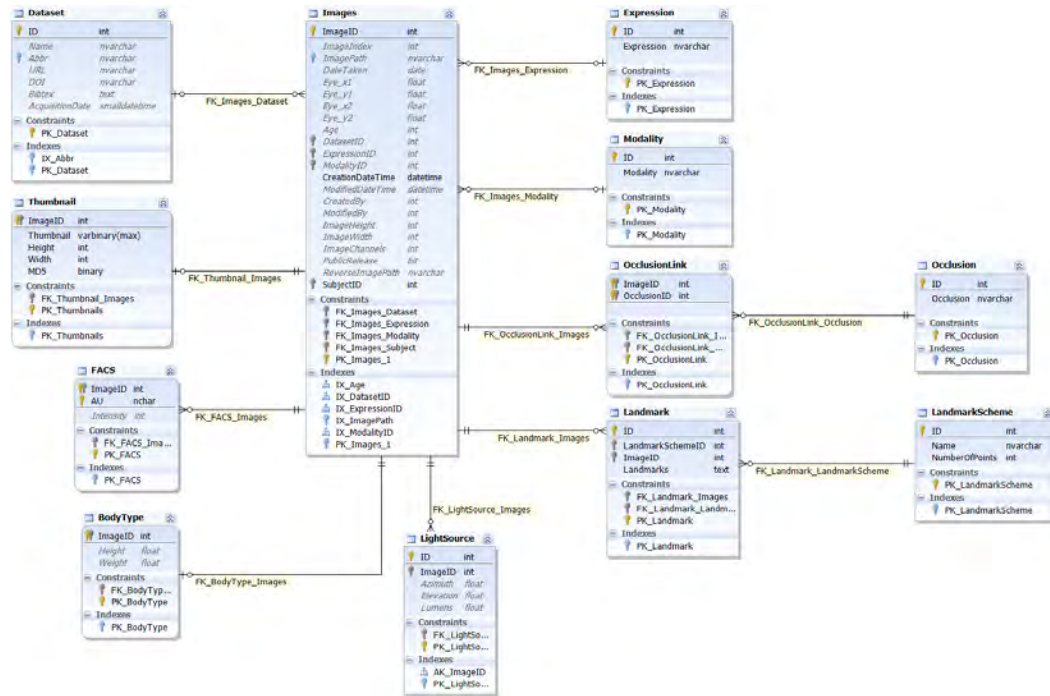 Dataset
ID int
Name nvarchar
Abbr nvarchar
URL nvarchar
DOI nvarchar
Bibtex text
AcquisitionDate smalldatetime
Constraints
PK_Dataset
Indexes
IX_Abbr
PK_Dataset
FK_Images_Dataset
Thumbnail
ImageID int
Thumbnail varbinary(max)
Height int
Width int
MD5 binary
Constraints
FK_Thumbnail_Images
PK_Thumbnails
Indexes
PK_Thumbnails
FK_Thumbnail_Images
FACS
ImageID int
AU nchar
Intensity int
Constraints
FK_FACS_Ima...
PK_FACS
Indexes
PK_FACS
FK_FACS_Images
BodyType
ImageID int
Height float
Weight float
Constraints
FK_BodyTyp...
PK_BodyType
Indexes
PK_BodyType
FK_BodyType_Images
Images
ImageID int
ImageIndex int
ImagePath nvarchar
DateTaken date
Eye_x1 float
Eye_y1 float
Eye_x2 float
Eye_y2 float
Age int
DatasetID int
ExpressionID int
ModalityID int
CreationDateTime datetime
ModifiedDateTime datetime
CreatedBy int
ModifiedBy int
ImageHeight int
ImageWidth int
ImageChannels int
PublicRelease bit
ReverseImagePath nvarchar
SubjectID int
Constraints
FK_Images_Dataset
FK_Images_Expression
FK_Images_Modality
FK_Images_Subject
PK_Images_1
Indexes
IX_Age
IX_DatasetID
IX_ExpressionID
IX_ImagePath
IX_ModalityID
PK_Images_1
FK_LightSource_Images
LightSource
ID int
ImageID int
Azimuth float
Elevation float
Lumens float
Constraints
FK_LightSo...
PK_LightSo...
Indexes
AK_ImageID
PK_LightSo...
FK_Images_Expression
Expression
ID int
Expression nvarchar
Constraints
PK_Expression
Indexes
PK_Expression
FK_Images_Modality
Modality
ID int
Modality nvarchar
Constraints
PK_Modality
Indexes
PK_Modality
FK_OcclusionLink_Images
OcclusionLink
ImageID int
OcclusionID int
Constraints
FK_OcclusionLink_I...
FK_OcclusionLink_...
PK_OcclusionLink
Indexes
PK_OcclusionLink
FK_OcclusionLink_Occlusion
Occlusion
ID int
Occlusion nvarchar
Constraints
PK_Occlusion
Indexes
PK_Occlusion
FK_Landmark_Images
Landmark
ID int
LandmarkSchemeID int
ImageID int
Landmarks text
Constraints
FK_Landmark_Images
FK_Landmark_Landm...
PK_Landmark
Indexes
PK_Landmark
FK_Landmark_LandmarkScheme
LandmarkScheme
ID int
Name nvarchar
NumberOfPoints int
Constraints
PK_LandmarkScheme
Indexes
PK_LandmarkScheme